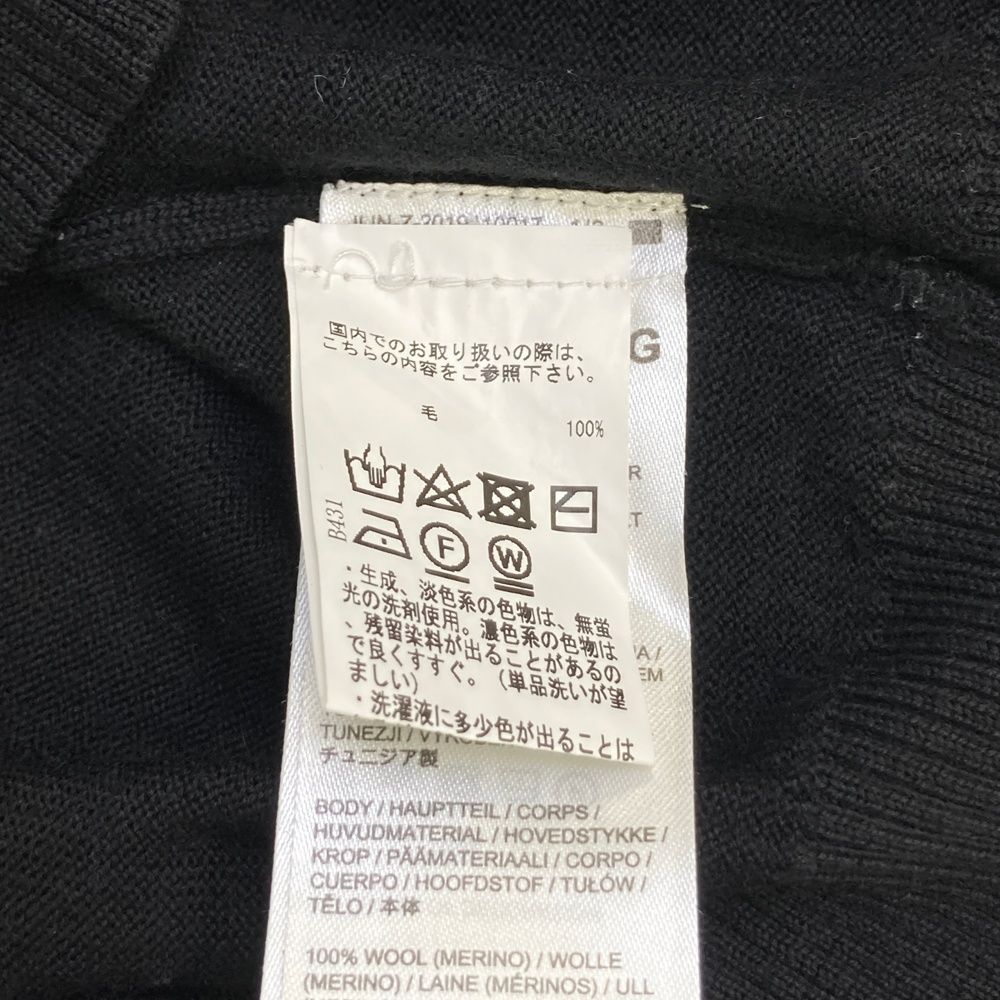 G
国内でのお取り扱いの際は、
こちらの内容をご参照下さい。
毛 100%
R
LT
B431
F
W
・生成、淡色系の色物は、無蛍
光の洗剤使用。濃色系の色物は
、残留染料が出ることがあるの
で良くすすぐ。(単品洗いが望
ましい)
・洗濯液に多少色が出ることは
A /
EM
TUNEZJI /
チュニジア製
BODY / HAUPTTEIL / CORPS /
HUVUDMATERIAL / HOVEDSTYKKE /
KROP / PÄÄMATERIAALI / CORPO /
CUERPO / HOOFDSTOF / TUŁÓW /
TĚLO / 本体
100% WOOL (MERINO) / WOLLE
(MERINO) / LAINE (MÉRINOS) / ULL